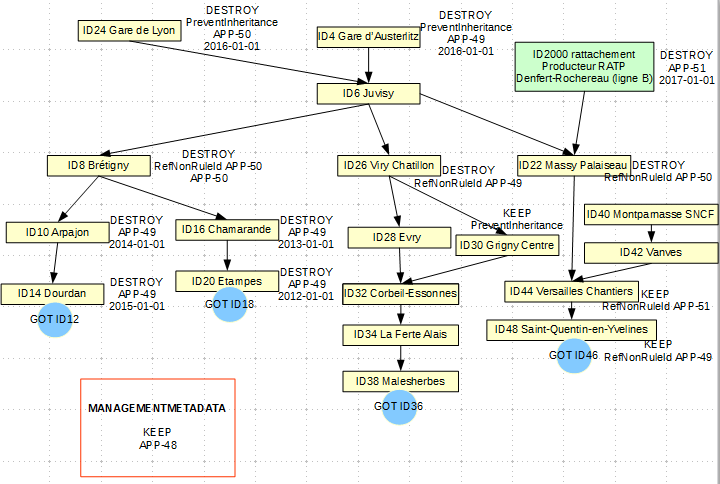 ID24 Gare de Lyon
DESTROY
PreventInheritance
APP-50
2016-01-01
ID4 Gare d'Austerlitz
DESTROY
PreventInheritance
APP-49
2016-01-01
ID2000 rattachement
Producteur RATP
Denfert-Rochereau (ligne B)
DESTROY
APP-51
2017-01-01
ID6 Juvisy
ID8 Brétigny
DESTROY
RefNonRuleId APP-50
APP-50
ID26 Viry Chatillon
DESTROY
RefNonRuleId APP-49
ID22 Massy Palaiseau
DESTROY
RefNonRuleId APP-50
ID10 Arpajon
DESTROY
APP-49
2014-01-01
ID16 Chamarande
DESTROY
APP-49
2013-01-01
ID28 Evry
KEEP
PreventInheritance
ID30 Grigny Centre
ID40 Montparnasse SNCF
ID42 Vanves
ID14 Dourdan
DESTROY
APP-49
2015-01-01
GOT ID12
ID20 Etampes
DESTROY
APP-49
2012-01-01
GOT ID18
ID32 Corbeil-Essonnes
ID44 Versailles Chantiers
KEEP
RefNonRuleId APP-51
ID34 La Ferte Alais
ID48 Saint-Quentin-en-Yvelines
KEEP
RefNonRuleId APP-49
GOT ID46
ID38 Malesherbes
GOT ID36
MANAGEMENTMETADATA
KEEP
APP-48